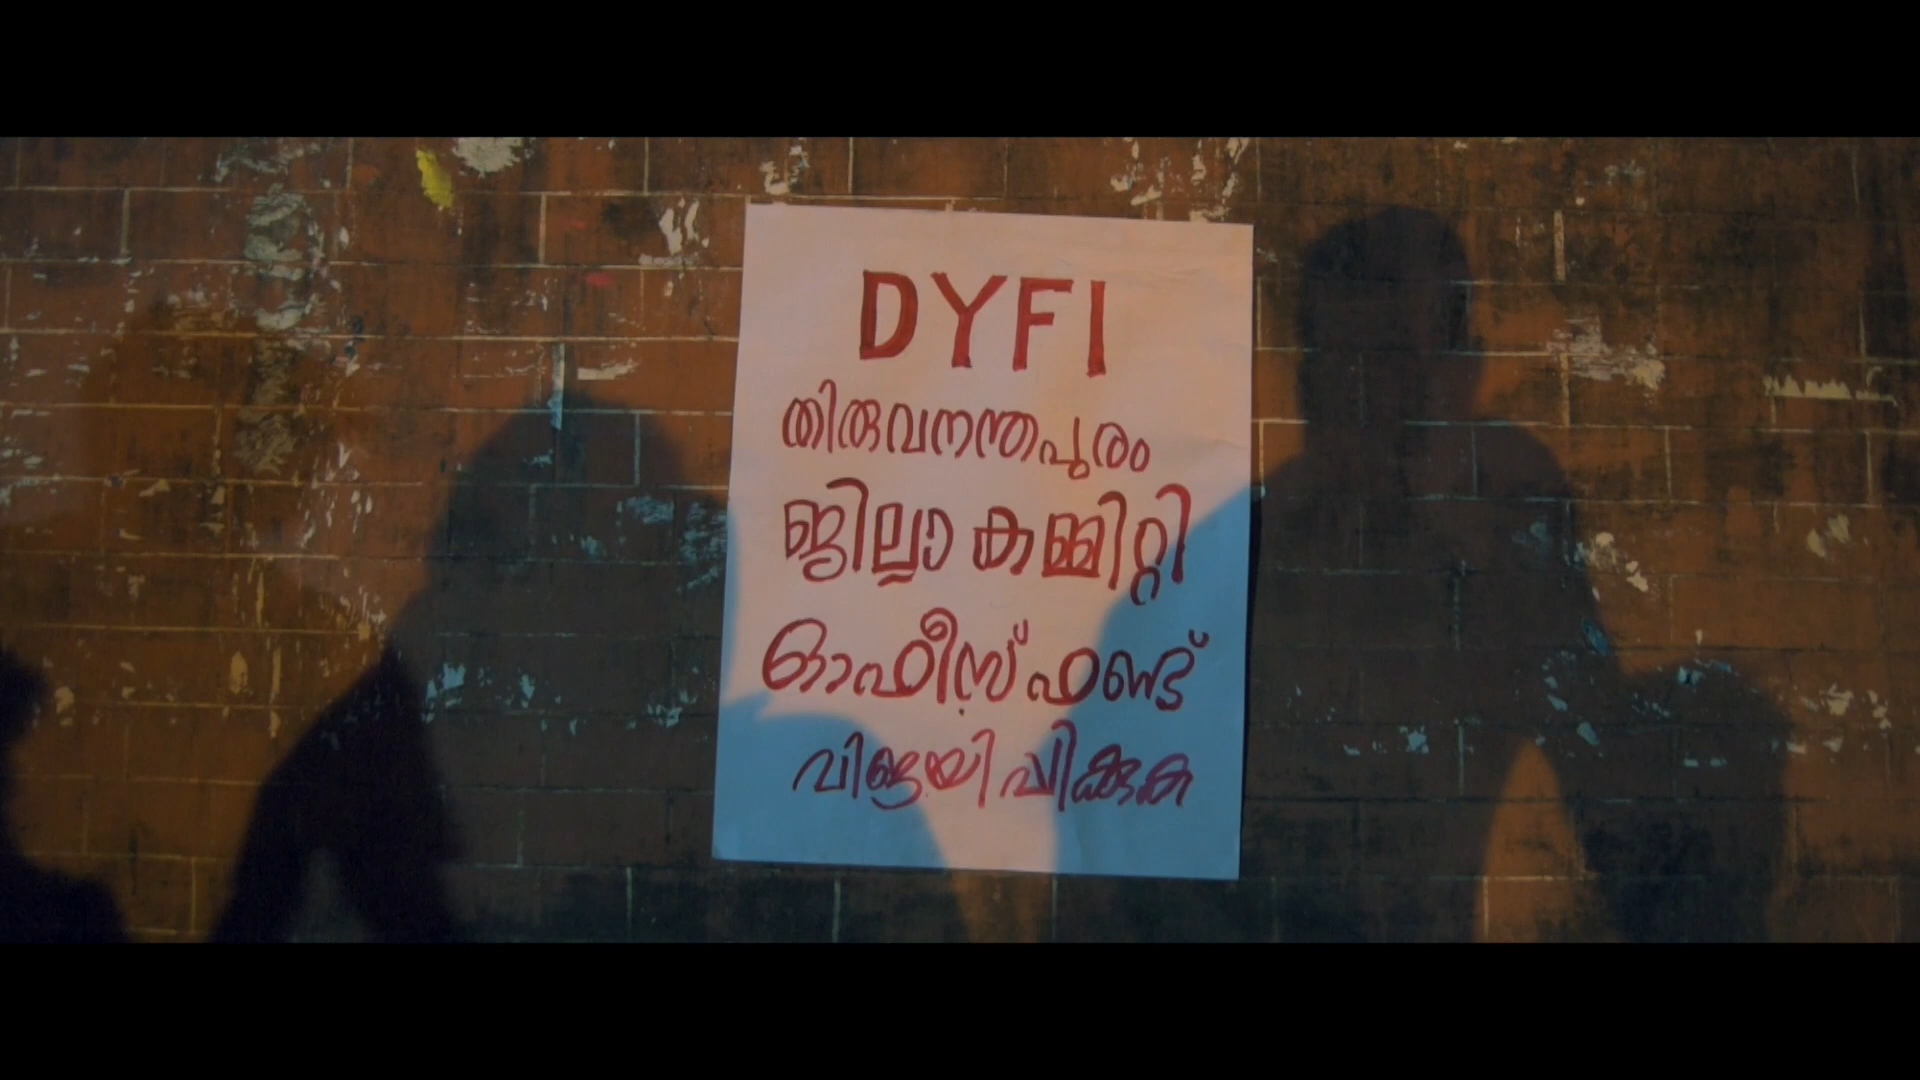 DYFI
തിരുവനന്തപുരം
ജില്ലാ കമ്മിറ്റി
ഓഫീസ് ഫണ്ട്
വിജയിപ്പിക്കുക